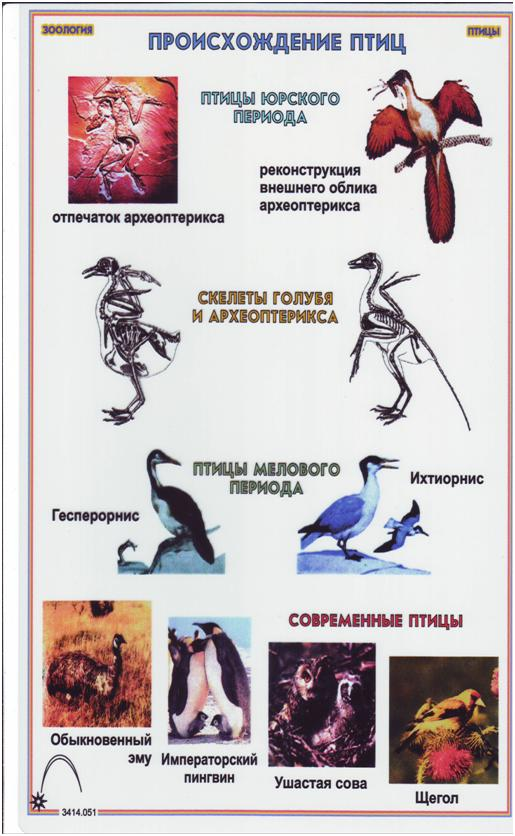 ЗООЛОГИЯ
ПТИЦЫ
ПРОИСХОЖДЕНИЕ ПТИЦ
ПТИЦЫ ЮРСКОГО
ПЕРИОДА
отпечаток археоптерикса
реконструкция
внешнего облика
археоптерикса
СКЕЛЕТЫ ГОЛУБЯ
И АРХЕОПТЕРИКСА
ПТИЦЫ МЕЛОВОГО
ПЕРИОДА
Гесперорнис
Ихтиорнис
СОВРЕМЕННЫЕ ПТИЦЫ
Обыкновенный
эму
Императорский
пингвин
Ушастая сова
Щегол
3414.051